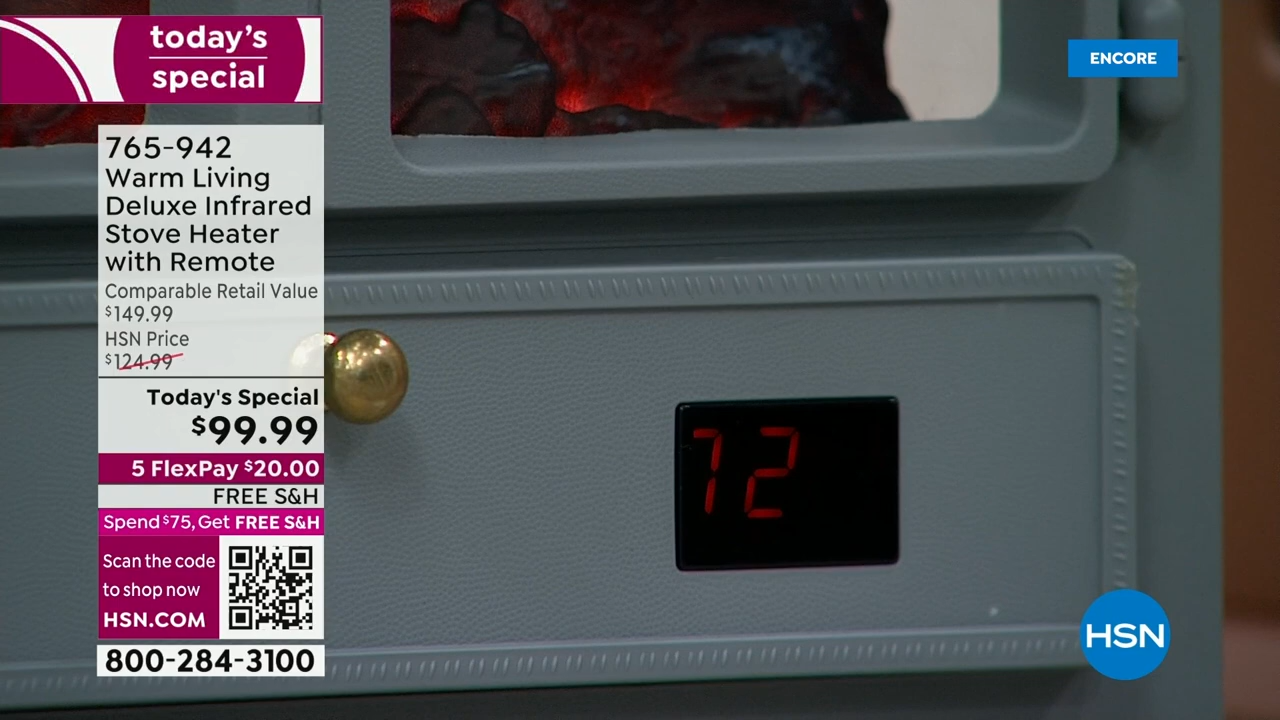 today's
special
ENCORE
765-942
Warm Living
Deluxe Infrared
Stove Heater
with Remote
Comparable Retail Value
$149.99
HSN Price
$124.99
Today's Special
$99.99
5 FlexPay $20.00
FREE S&H
Spend $75, Get FREE S&H
Scan the code
to shop now
HSN.COM
800-284-3100
72
HSN